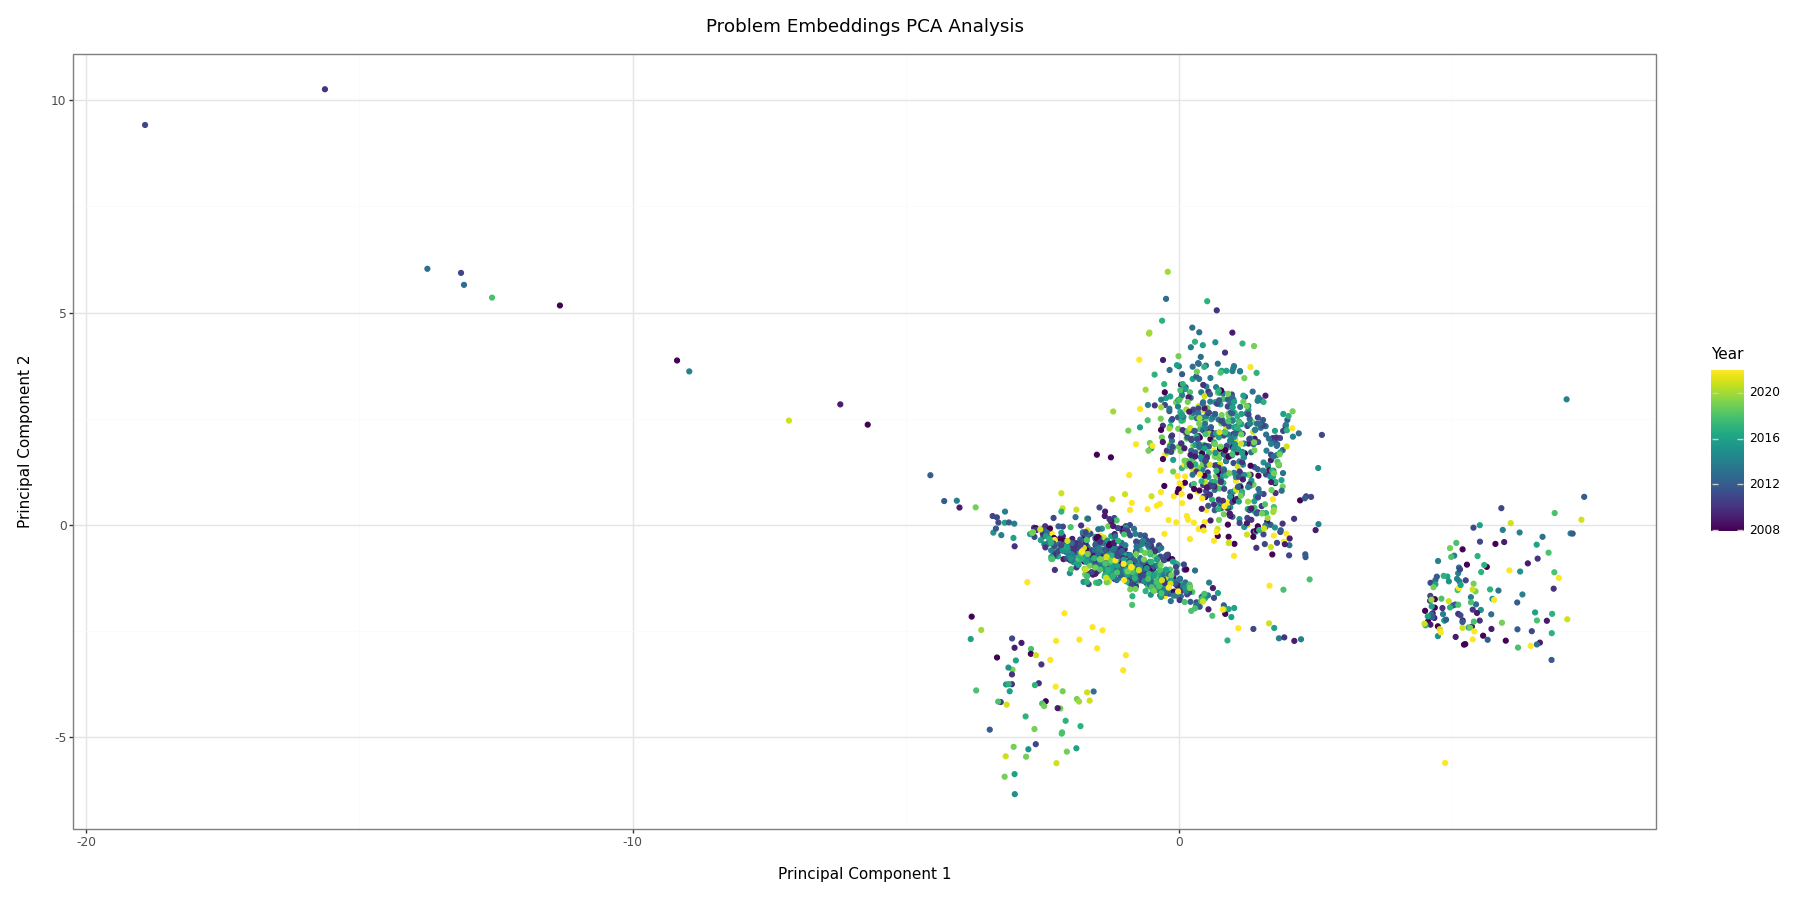 Problem Embeddings PCA Analysis
10
5
0
-5
-20
-10
0
Principal Component 1
Principal Component 2
Year
2020
2016
2012
2008